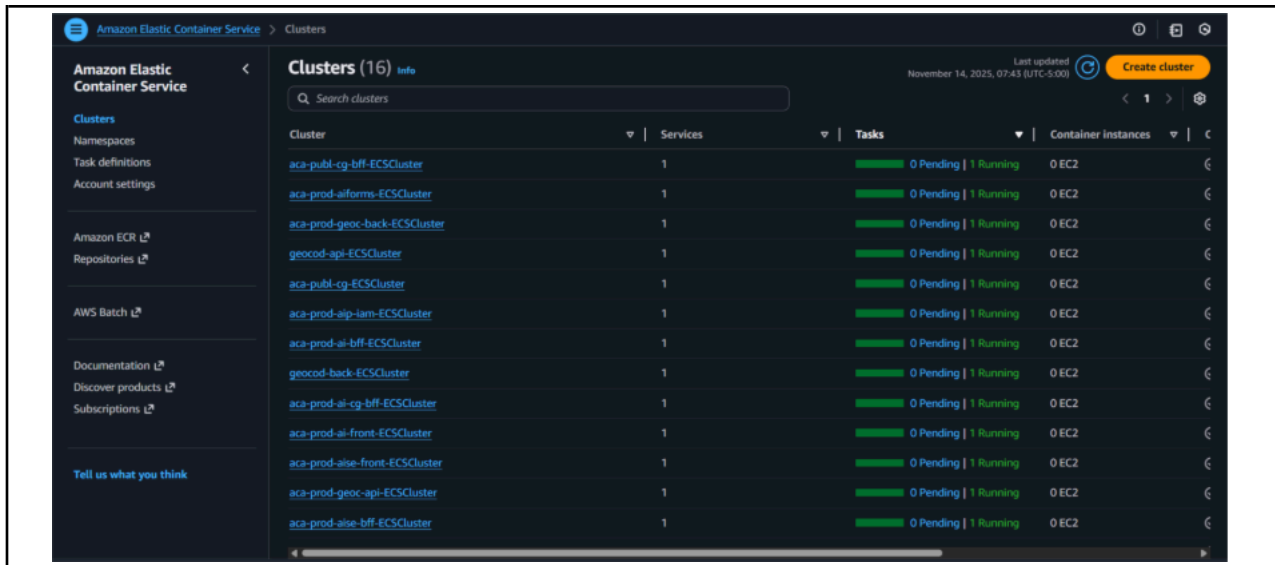 Amazon Elastic Container Service > Clusters
Amazon Elastic
Container Service
Clusters
Namespaces
Task definitions
Account settings
Amazon ECR
Repositories
AWS Batch
Documentation
Discover products
Subscriptions
Tell us what you think
Clusters (16) Info
Last updated
November 14, 2025, 07:43 (UTC-5:00)
Create cluster
Search clusters
< 1 >
Cluster Services Tasks Container instances C
aca-publ-cg-bff-ECSCluster 1 0 Pending | 1 Running 0 EC2
aca-prod-aiforms-ECSCluster 1 0 Pending | 1 Running 0 EC2
aca-prod-geoc-back-ECSCluster 1 0 Pending | 1 Running 0 EC2
geocod-api-ECSCluster 1 0 Pending | 1 Running 0 EC2
aca-publ-cg-ECSCluster 1 0 Pending | 1 Running 0 EC2
aca-prod-aip-iam-ECSCluster 1 0 Pending | 1 Running 0 EC2
aca-prod-ai-bff-ECSCluster 1 0 Pending | 1 Running 0 EC2
geocod-back-ECSCluster 1 0 Pending | 1 Running 0 EC2
aca-prod-ai-cg-bff-ECSCluster 1 0 Pending | 1 Running 0 EC2
aca-prod-ai-front-ECSCluster 1 0 Pending | 1 Running 0 EC2
aca-prod-aise-front-ECSCluster 1 0 Pending | 1 Running 0 EC2
aca-prod-geoc-api-ECSCluster 1 0 Pending | 1 Running 0 EC2
aca-prod-aise-bff-ECSCluster 1 0 Pending | 1 Running 0 EC2